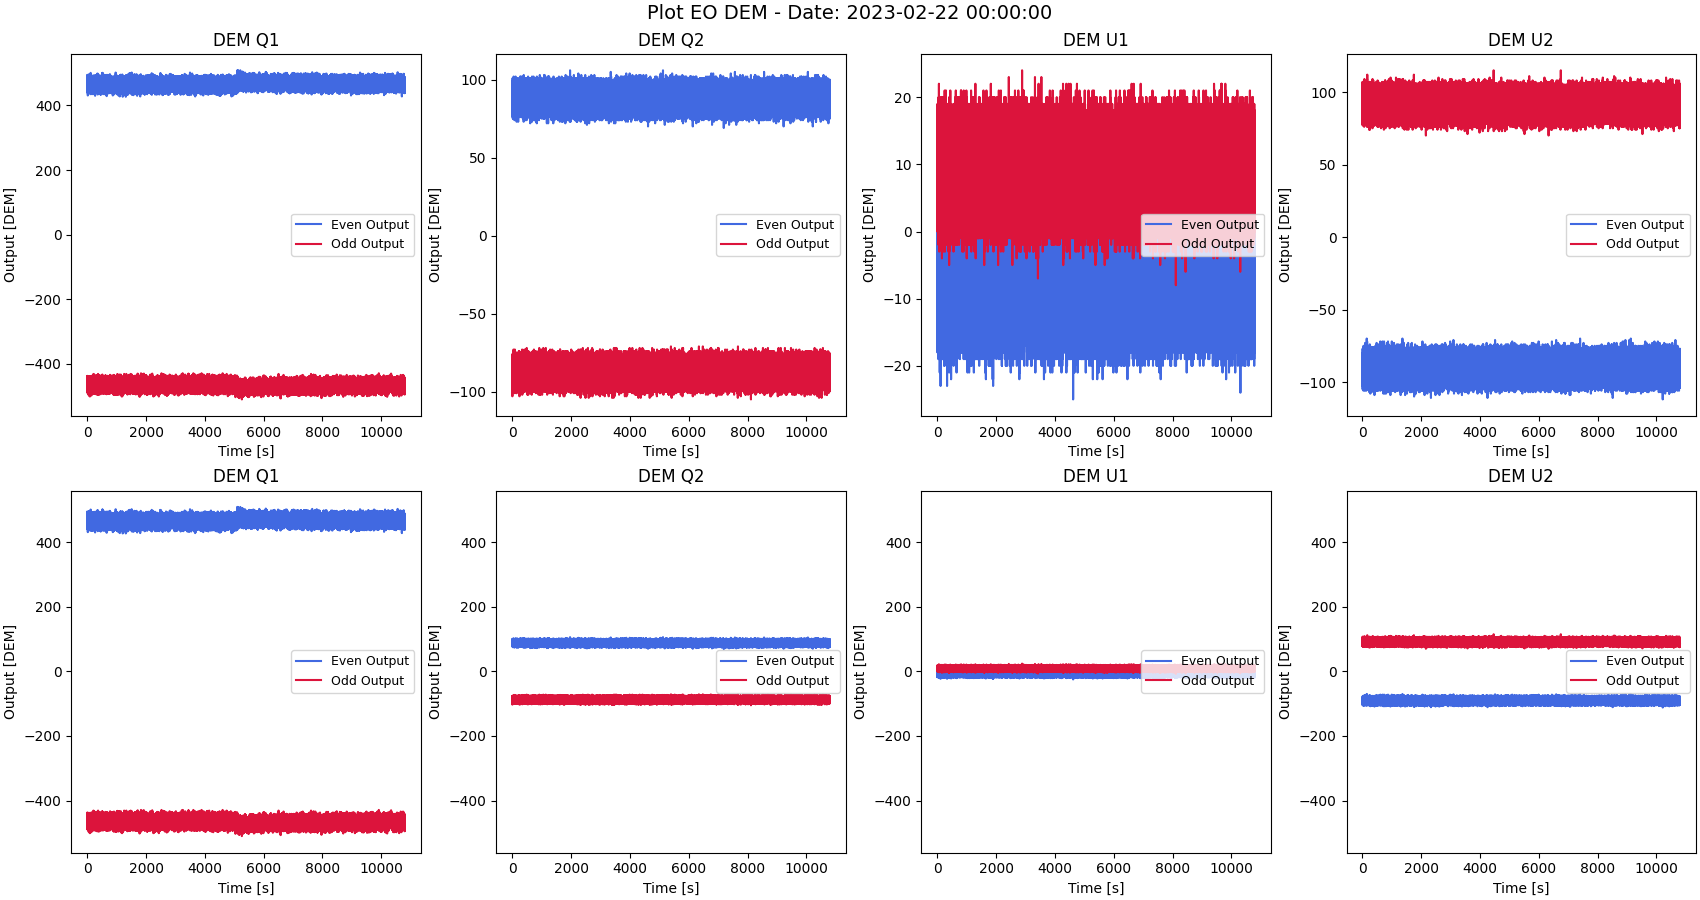 Plot EO DEM - Date: 2023-02-22 00:00:00
DEM Q1
DEM Q2
DEM U1
DEM U2
Output [DEM]
400
200
0
−200
−400
Even Output
Odd Output
0 2000 4000 6000 8000 10000
Time [s]
Output [DEM]
100
50
0
−50
−100
Even Output
Odd Output
0 2000 4000 6000 8000 10000
Time [s]
Output [DEM]
20
10
0
−10
−20
Even Output
Odd Output
0 2000 4000 6000 8000 10000
Time [s]
Output [DEM]
100
50
0
−50
−100
Even Output
Odd Output
0 2000 4000 6000 8000 10000
Time [s]
DEM Q1
DEM Q2
DEM U1
DEM U2
Output [DEM]
400
200
0
−200
−400
Even Output
Odd Output
0 2000 4000 6000 8000 10000
Time [s]
Output [DEM]
400
200
0
−200
−400
Even Output
Odd Output
0 2000 4000 6000 8000 10000
Time [s]
Output [DEM]
400
200
0
−200
−400
Even Output
Odd Output
0 2000 4000 6000 8000 10000
Time [s]
Output [DEM]
400
200
0
−200
−400
Even Output
Odd Output
0 2000 4000 6000 8000 10000
Time [s]